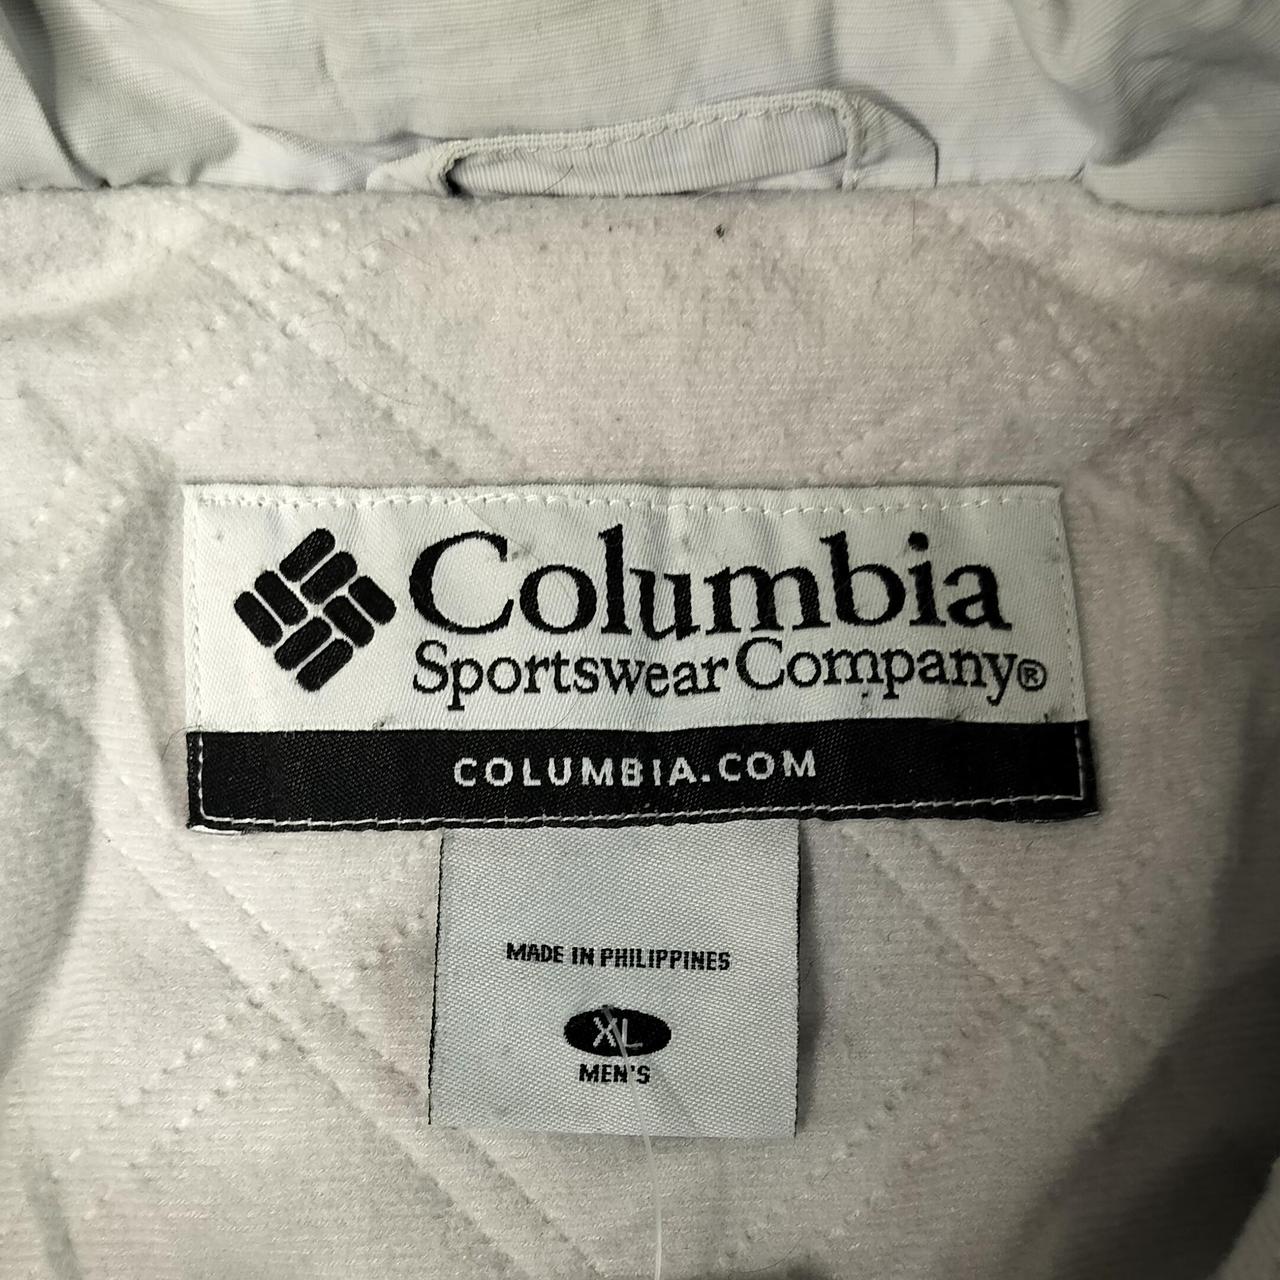 Columbia
Sportswear Company®
COLUMBIA.COM
MADE IN PHILIPPINES
XL
MEN'S